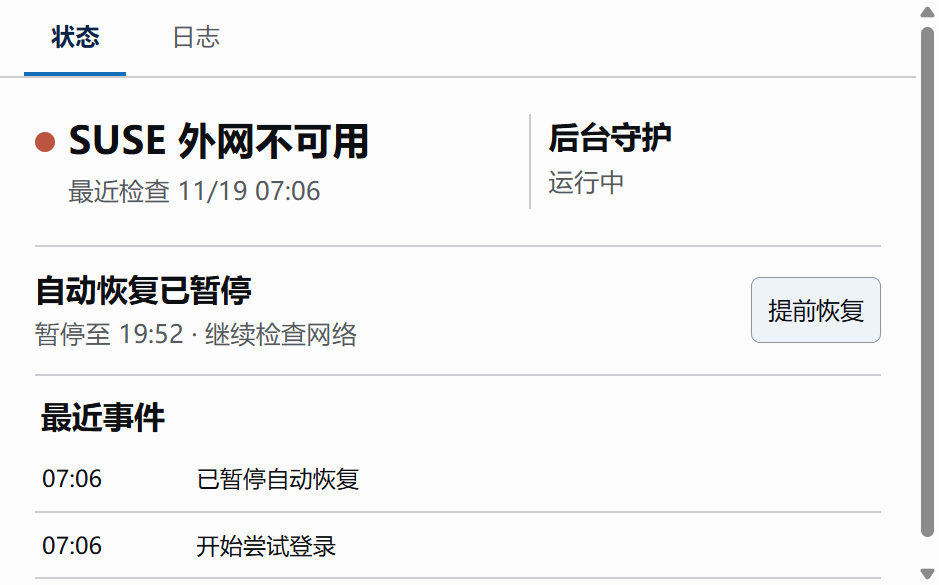 状态 日志
SUSE 外网不可用
最近检查 11/19 07:06
后台守护
运行中
自动恢复已暂停
暂停至 19:52 · 继续检查网络
提前恢复
最近事件
07:06 已暂停自动恢复
07:06 开始尝试登录